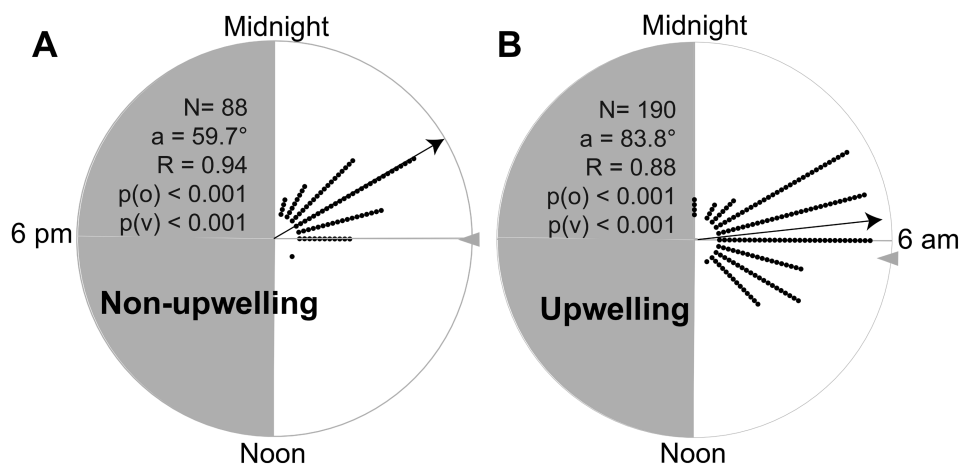 A
Midnight
N= 88
a = 59.7°
R = 0.94
p(o) < 0.001
p(v) < 0.001
6 pm
Non-upwelling
Noon
B
Midnight
N = 190
a = 83.8°
R = 0.88
p(o) < 0.001
p(v) < 0.001
6 am
Upwelling
Noon